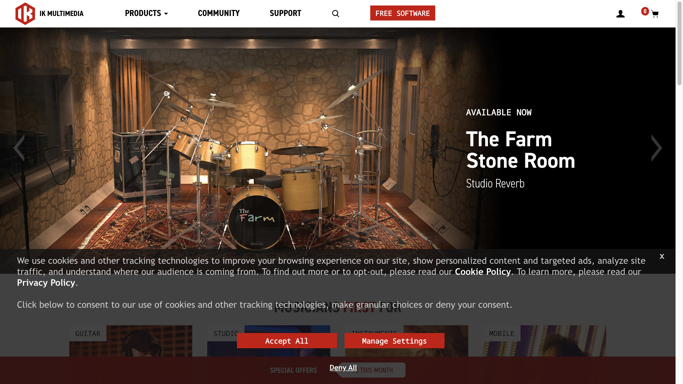 IK MULTIMEDIA
PRODUCTS
COMMUNITY
SUPPORT
FREE SOFTWARE
0
AVAILABLE NOW
The Farm
Stone Room
Studio Reverb
The
Farm
x
We use cookies and other tracking technologies to improve your browsing experience on our site, show personalized content and targeted ads, analyze site
traffic, and understand where our audience is coming from. To find out more or to opt-out, please read our Cookie Policy. To learn more, please read our
Privacy Policy.
Click below to consent to our use of cookies and other tracking technologies, make granular choices or deny your consent.
MUSICIANS FIRST FOR
GUITAR
STUDIO
MOBILE
Accept All
Manage Settings
Deny All
SPECIAL OFFERS
THIS MONTH